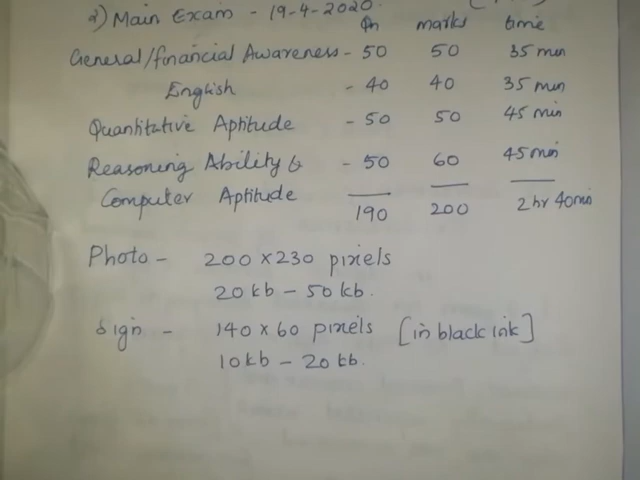 2) Main Exam - 19-4-2020.
Qn marks time
General/financial Awareness - 50 50 35 min
English - 40 40 35 min
Quantitative Aptitude - 50 50 45 min
Reasoning Ability & - 50 60 45 min
Computer Aptitude
190 200 2 hr 40 min
Photo - 200 x 230 pixels
20 kb - 50 kb.
Sign - 140 x 60 pixels [in black ink]
10 kb - 20 kb.